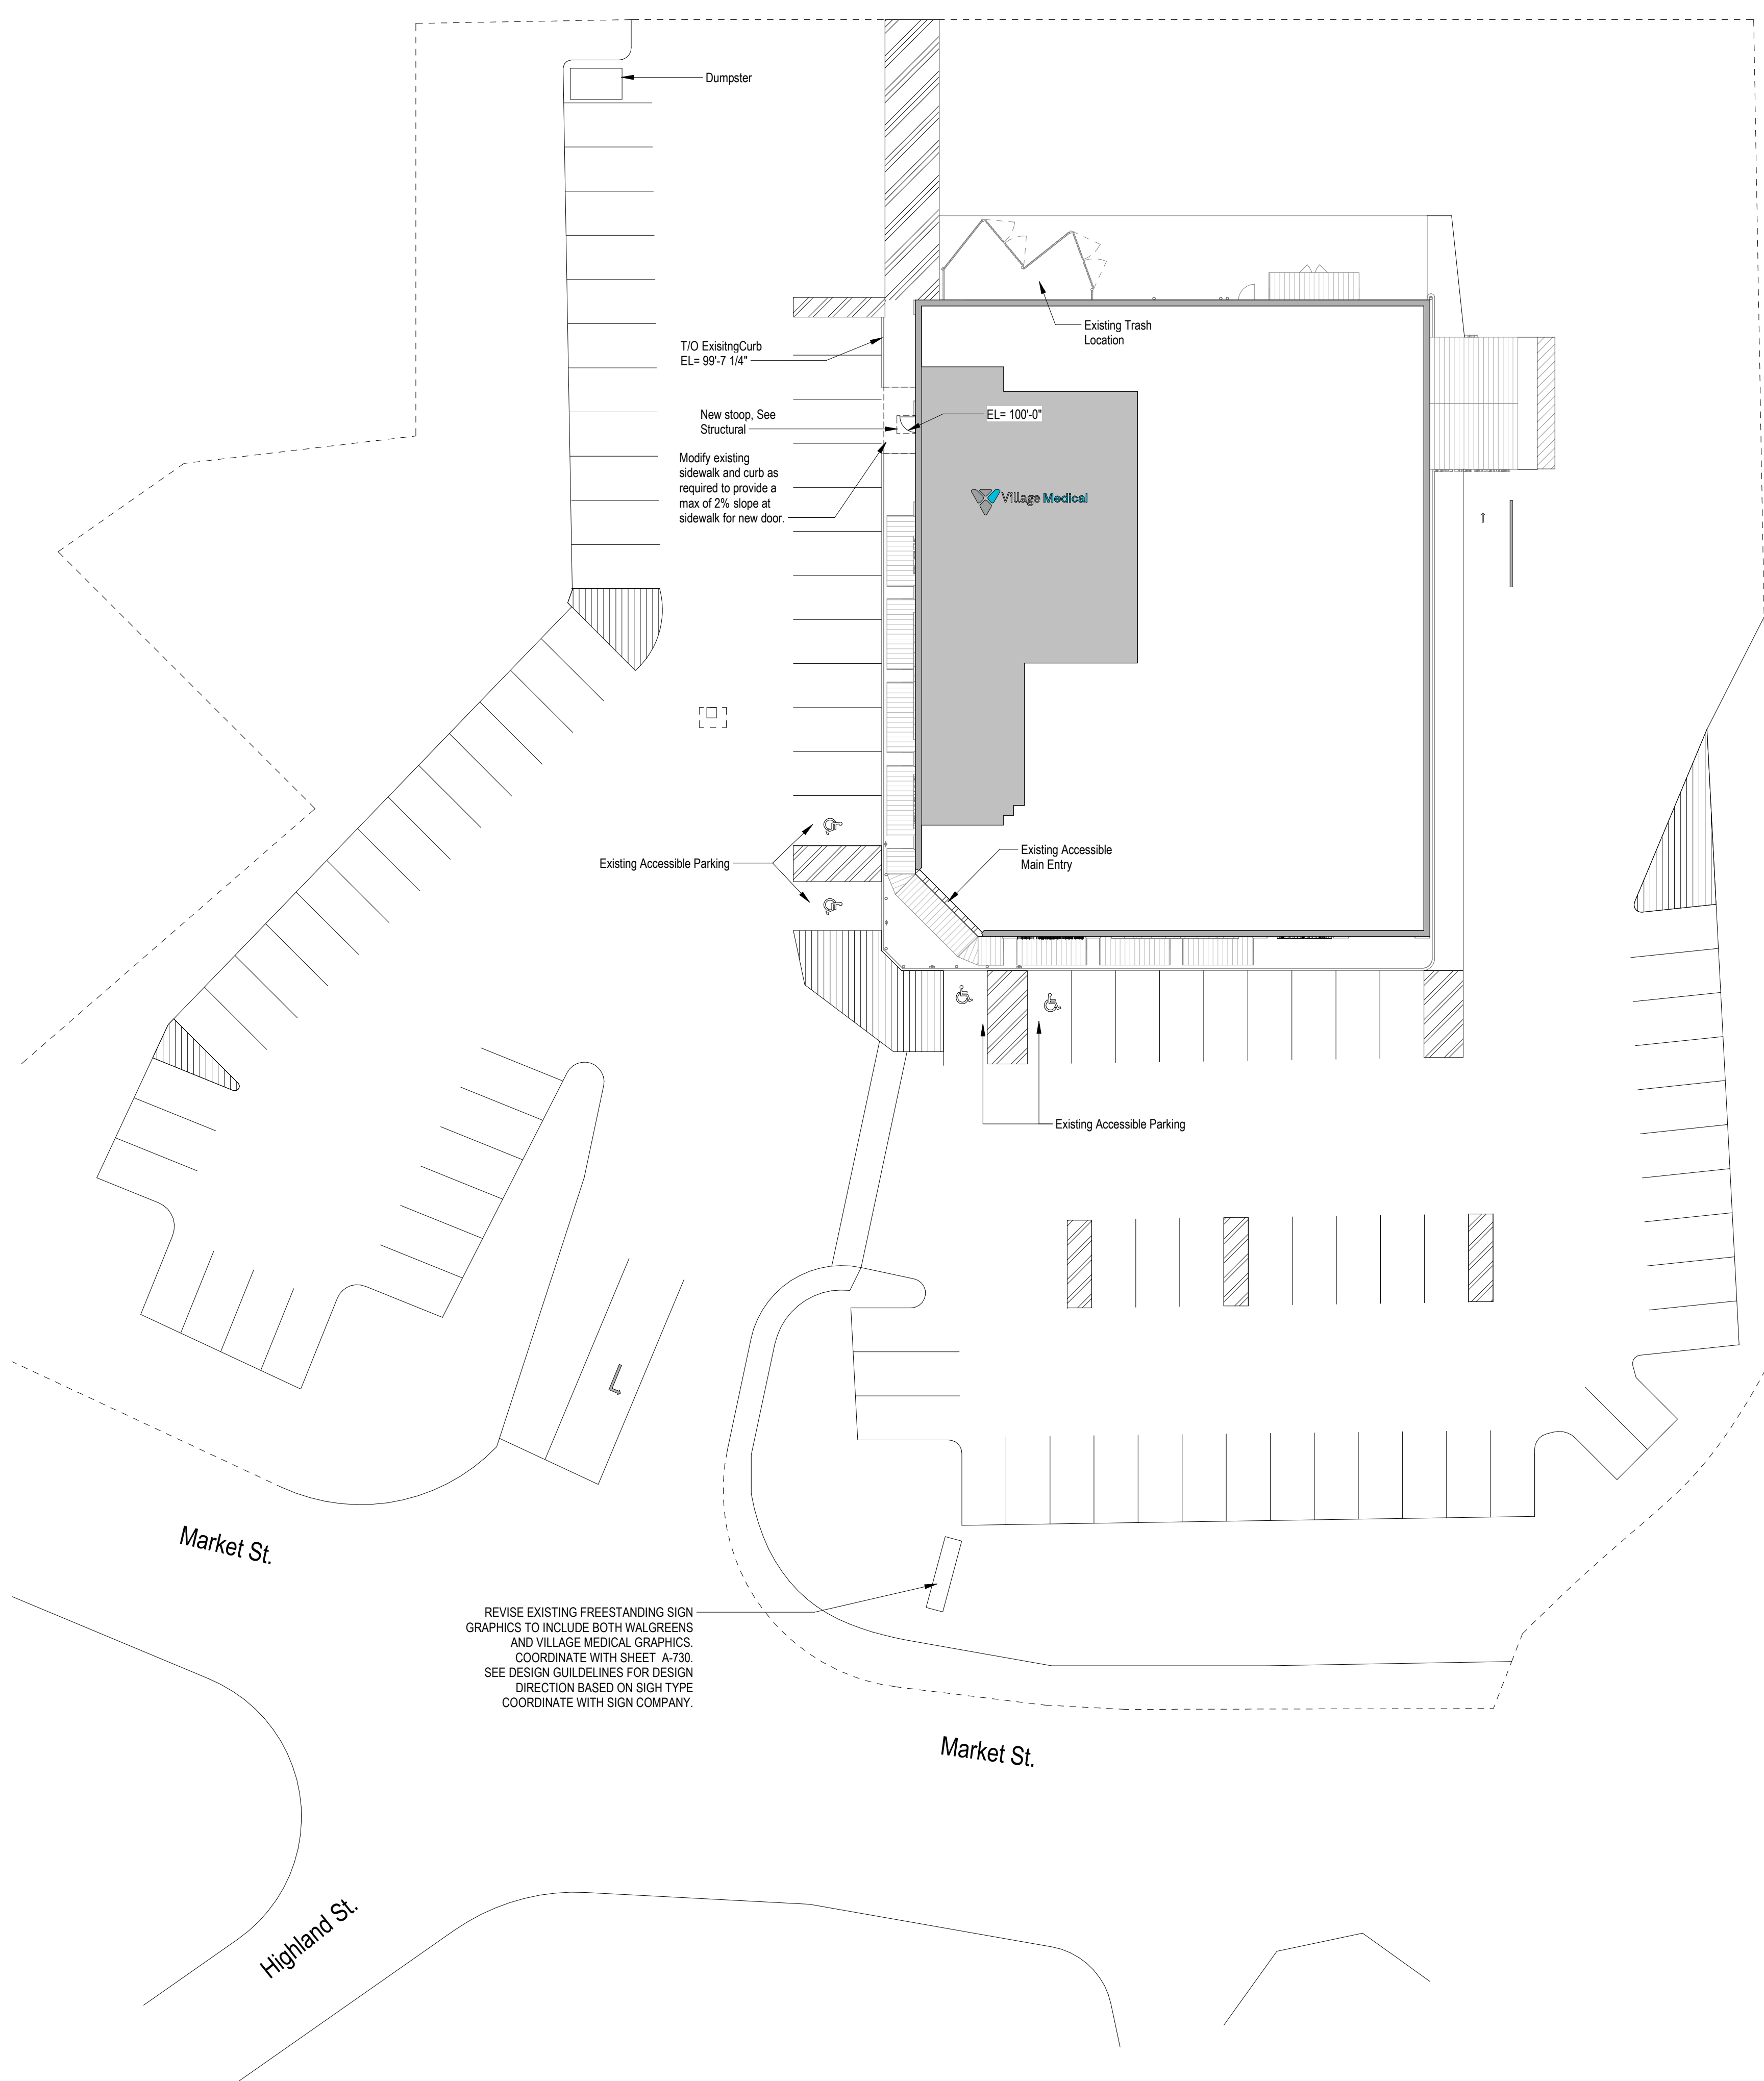 Dumpster
Existing Trash
Location
T/O ExisitngCurb
EL= 99'-7 1/4"
New stoop, See
Structural
EL= 100'-0"
Modify existing
sidewalk and curb as
required to provide a
max of 2% slope at
sidewalk for new door.
Village Medical
Existing Accessible Parking
Existing Accessible
Main Entry
Existing Accessible Parking
Market St.
REVISE EXISTING FREESTANDING SIGN
GRAPHICS TO INCLUDE BOTH WALGREENS
AND VILLAGE MEDICAL GRAPHICS.
COORDINATE WITH SHEET A-730.
SEE DESIGN GUILDELINES FOR DESIGN
DIRECTION BASED ON SIGH TYPE
COORDINATE WITH SIGN COMPANY.
Market St.
Highland St.